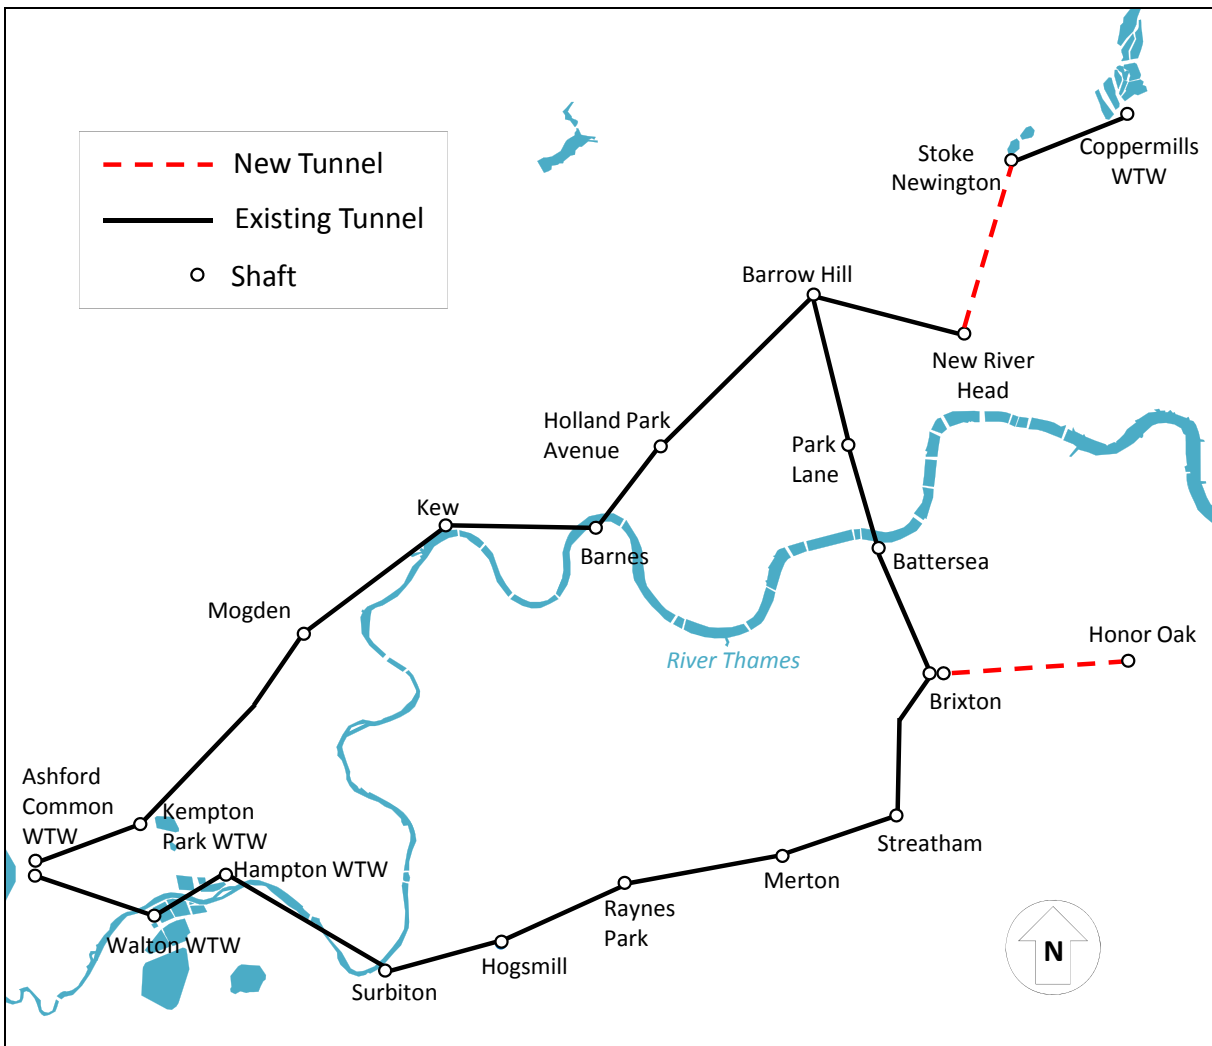 New Tunnel
Existing Tunnel
Shaft
Stoke
Newington
Coppermills
WTW
Barrow Hill
New River
Head
Holland Park
Avenue
Park
Lane
Kew
Barnes
Battersea
Mogden
River Thames
Honor Oak
Brixton
Ashford
Common
WTW
Kempton
Park WTW
Hampton WTW
Streatham
Merton
Raynes
Park
Walton WTW
Hogsmill
Surbiton
N